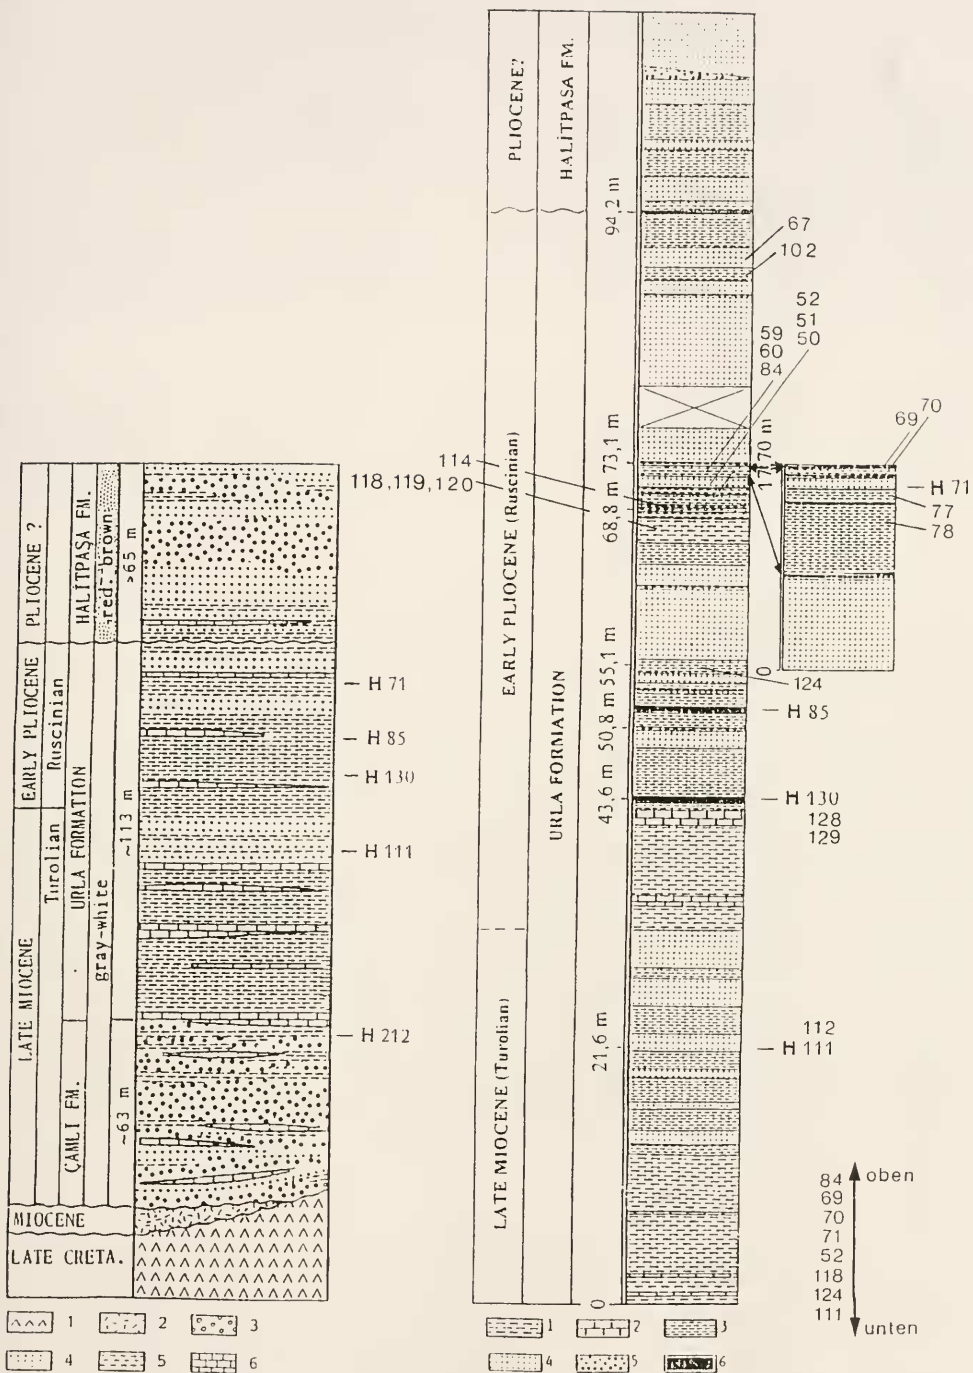 PLIOCENE ?
HALİTPAŞA FM.
red-brown
>65 m
EARLY PLIOCENE
Ruscinian
LATE MIOCENE
Turolian
URLA FORMATION
gray-white
~113 m
ÇAMLI FM.
~63 m
MIOCENE
LATE CRETA.
H 71
H 85
H 130
H 111
H 212
1 2 3
4 5 6
PLIOCENE?
HALİTPAŞA FM.
EARLY PLIOCENE (Ruscinian)
URLA FORMATION
LATE MIOCENE (Turolian)
94,2 m
73,1 m
68,8 m
55,1 m
50,8 m
43,6 m
21,6 m
0
67
102
52
51
50
59
60
84
114
118,119,120
124
H 85
H 130
128
129
112
H 111
17,70 m
0
69
70
H 71
77
78
oben
84
69
70
71
52
118
124
111
unten
1 2 3
4 5 6